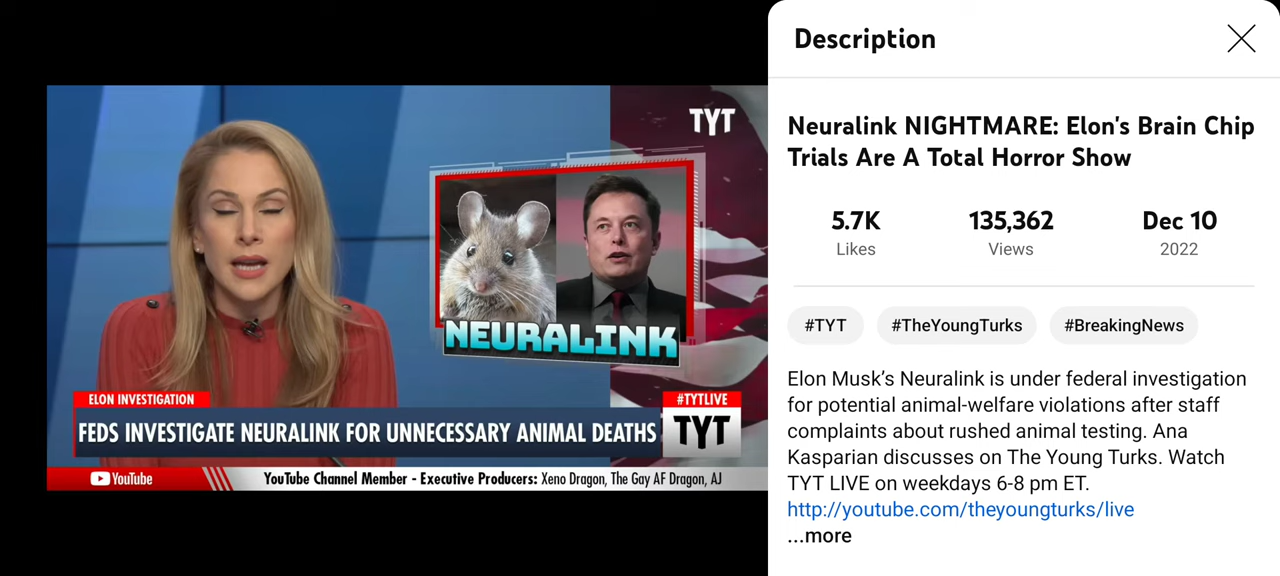 TYT
NEURALINK
ELON INVESTIGATION
#TYTLIVE
FEDS INVESTIGATE NEURALINK FOR UNNECESSARY ANIMAL DEATHS
TYT
YouTube
YouTube Channel Member - Executive Producers: Xeno Dragon, The Gay AF Dragon, AJ
Description
Neuralink NIGHTMARE: Elon's Brain Chip
Trials Are A Total Horror Show
5.7K
135,362
Dec 10
Likes
Views
2022
#TYT
#TheYoungTurks
#BreakingNews
Elon Musk’s Neuralink is under federal investigation
for potential animal-welfare violations after staff
complaints about rushed animal testing. Ana
Kasparian discusses on The Young Turks. Watch
TYT LIVE on weekdays 6-8 pm ET.
http://youtube.com/theyoungturks/live
...more